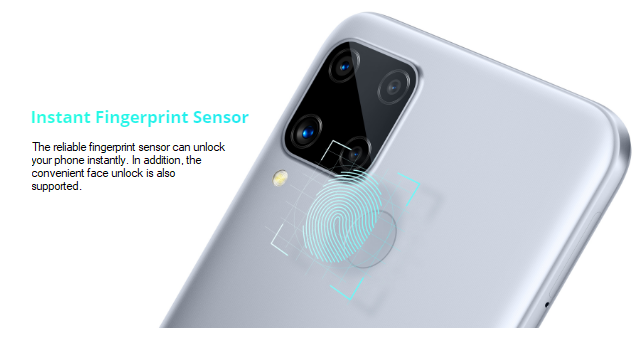 Instant Fingerprint Sensor
The reliable fingerprint sensor can unlock
your phone instantly. In addition, the
convenient face unlock is also
supported.